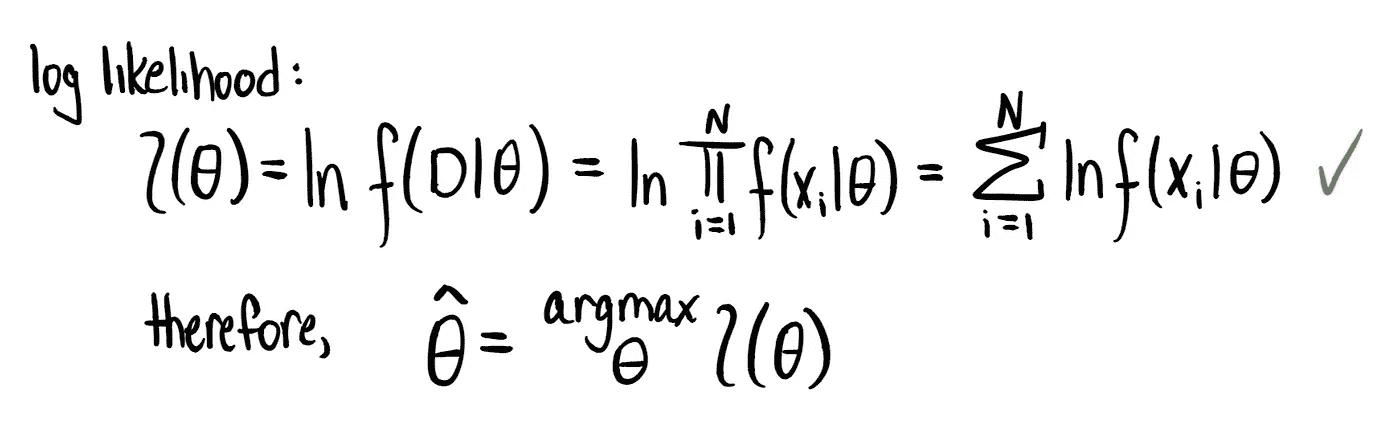 log likelihood:
l(θ) = ln f(D|θ) = ln ∏_{i=1}^{N} f(x_i|θ) = ∑_{i=1}^{N} ln f(x_i|θ) ✓
therefore, θ̂ = argmax_θ l(θ)